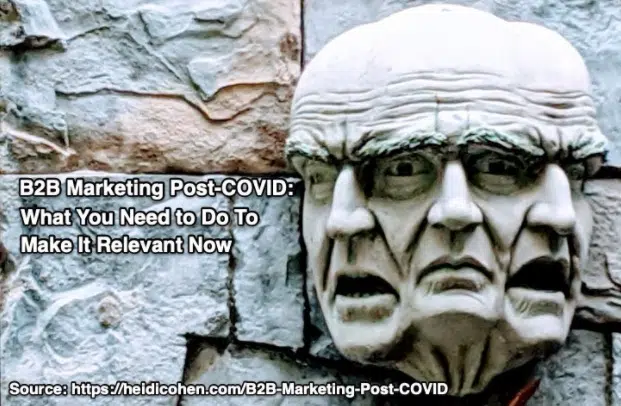 B2B Marketing Post-COVID:
What You Need to Do To
Make It Relevant Now
Source: https://heidicohen.com/B2B-Marketing-Post-COVID